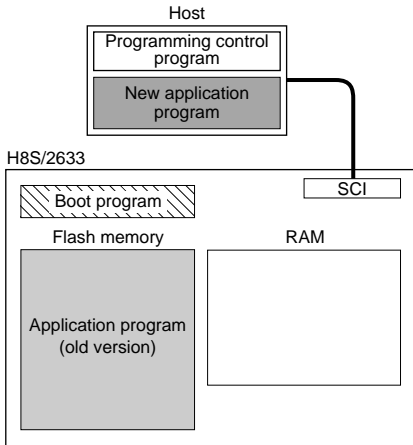 Host
Programming control
program
New application
program
H8S/2633
SCI
Boot program
Flash memory
RAM
Application program
(old version)